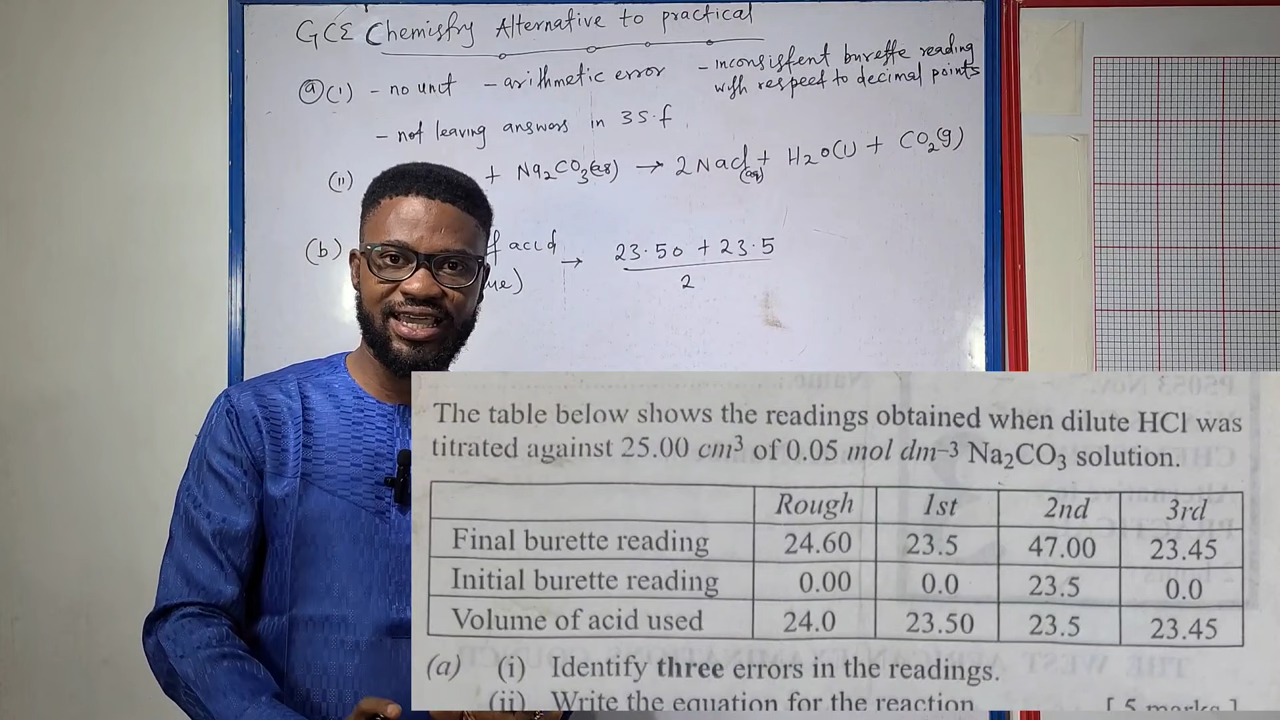 GCE Chemistry Alternative to practical
(a)(i) - no unit - arithmetic error - inconsistent burette reading
with respect to decimal points
- not leaving answers in 3 s.f
(ii) + Na₂CO₃(aq) → 2NaCl(aq) + H₂O(l) + CO₂(g)
(b) f acid → 23.50 + 23.5
2
The table below shows the readings obtained when dilute HCl was
titrated against 25.00 cm³ of 0.05 mol dm–3 Na₂CO₃ solution.
Rough 1st 2nd 3rd
Final burette reading 24.60 23.5 47.00 23.45
Initial burette reading 0.00 0.0 23.5 0.0
Volume of acid used 24.0 23.50 23.5 23.45
(a) (i) Identify three errors in the readings.
(ii) Write the equation for the reaction [5 marks]